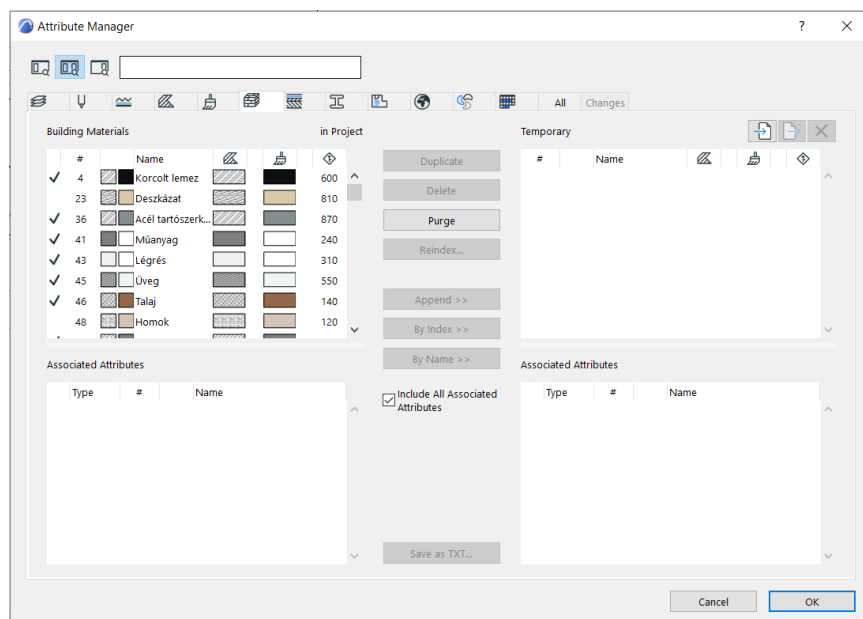 Attribute Manager
?
All
Changes
Building Materials
in Project
# Name
4 Korcolt lemez 600
23 Deszkázat 810
36 Acél tartószerk... 870
41 Műanyag 240
43 Légrés 310
45 Üveg 550
46 Talaj 140
48 Homok 120
Duplicate
Delete
Purge
Reindex...
Append >>
By Index >>
By Name >>
Include All Associated
Attributes
Save as TXT...
Temporary
# Name
Associated Attributes
Type # Name
Associated Attributes
Type # Name
Cancel
OK